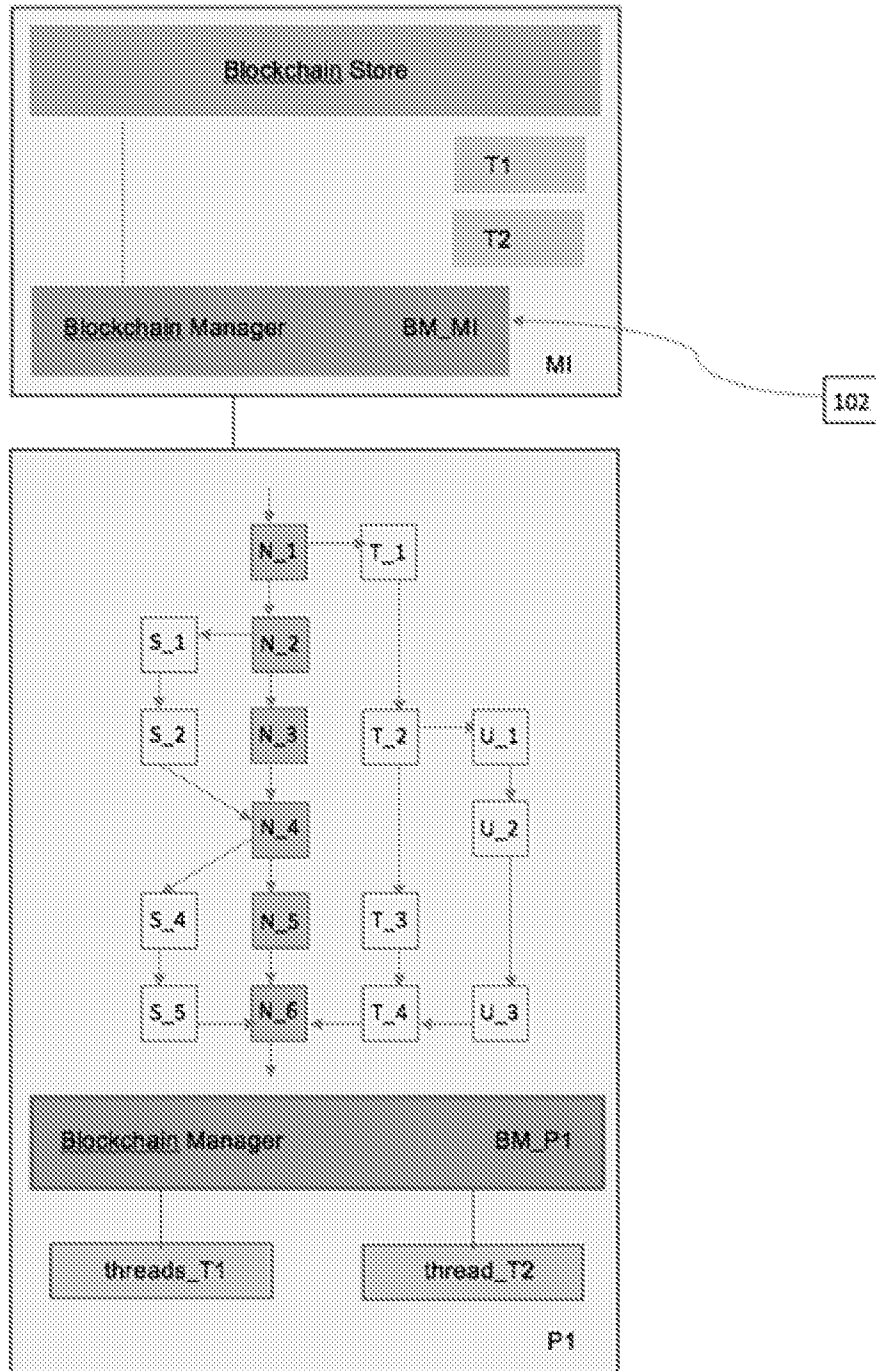 Blockchain Store
T1
T2
Blockchain Manager BM_MI
MI
102
N_1 T_1
S_1 N_2
S_2 N_3 T_2 U_1
N_4 U_2
S_4 N_5 T_3
S_5 N_6 T_4 U_3
Blockchain Manager BM_P1
threads_T1 thread_T2
P1